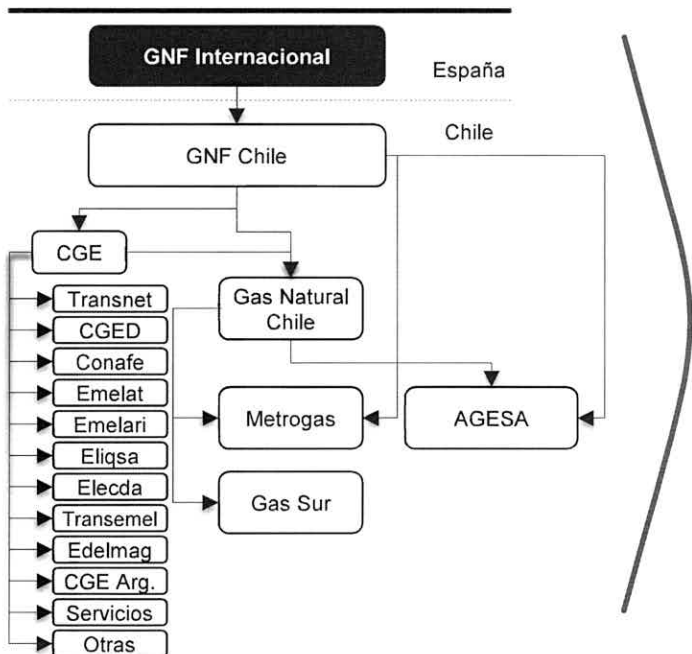 GNF Internacional
España
Chile
GNF Chile
CGE
Gas Natural
Chile
Transnet
CGED
Conafe
Emelat
Emelari
Eliqsa
Elecda
Transemel
Edelmag
CGE Arg.
Servicios
Otras
Metrogas
AGESA
Gas Sur